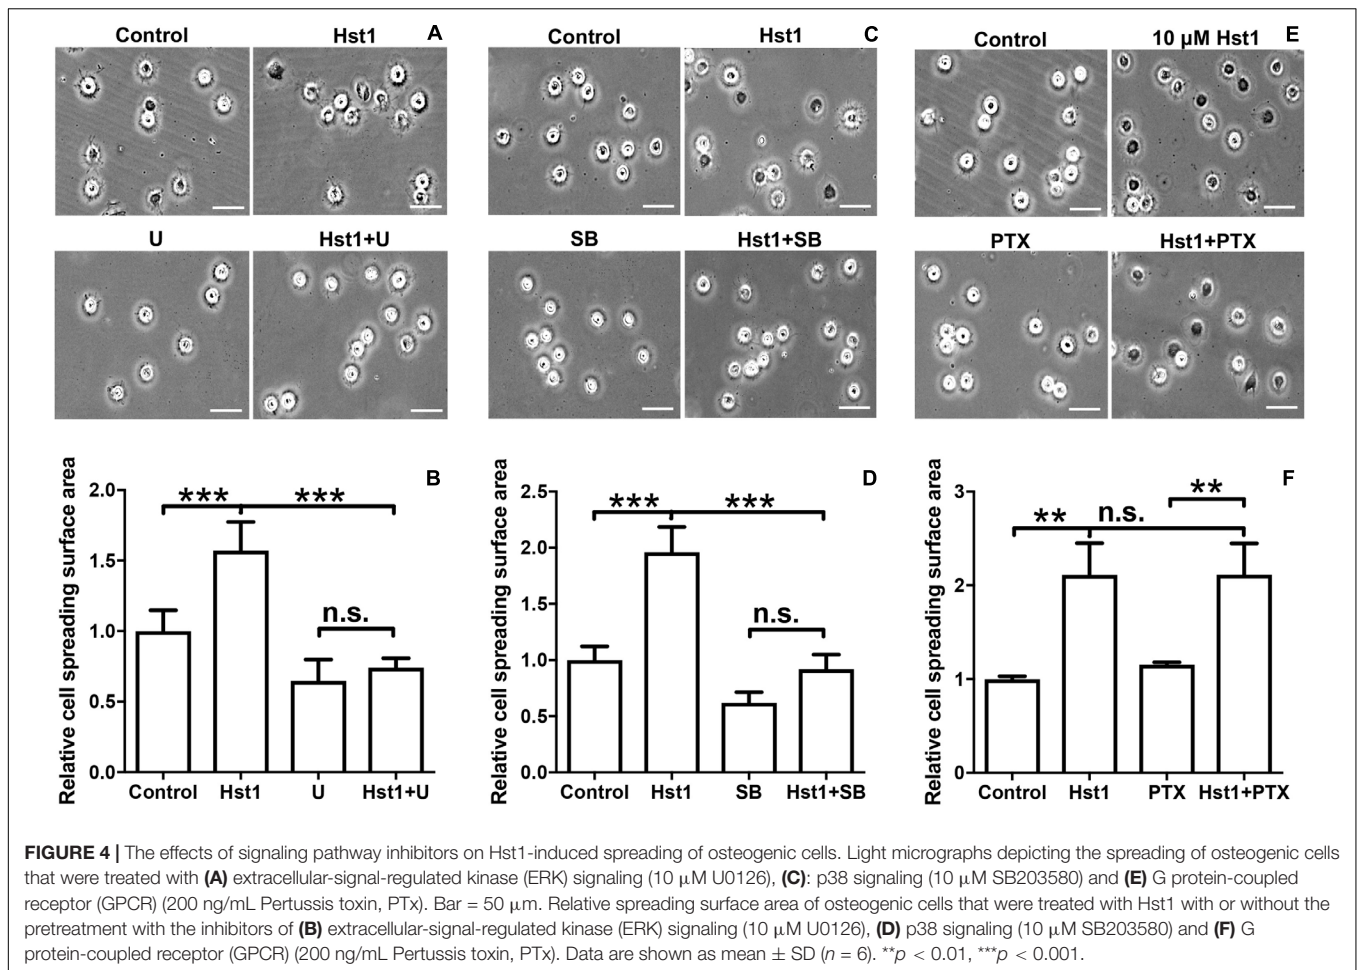 Control Hst1 A
Control Hst1 C
Control 10 µM Hst1 E
U Hst1+U
SB Hst1+SB
PTX Hst1+PTX
B
Relative cell spreading surface area
2.0
1.5
1.0
0.5
0.0
*** ***
n.s.
Control Hst1 U Hst1+U
D
Relative cell spreading surface area
2.5
2.0
1.5
1.0
0.5
0.0
*** ***
n.s.
Control Hst1 SB Hst1+SB
F
Relative cell spreading surface area
3
2
1
0
**
** n.s.
Control Hst1 PTX Hst1+PTX
FIGURE 4 | The effects of signaling pathway inhibitors on Hst1-induced spreading of osteogenic cells. Light micrographs depicting the spreading of osteogenic cells
that were treated with (A) extracellular-signal-regulated kinase (ERK) signaling (10 μM U0126), (C): p38 signaling (10 μM SB203580) and (E) G protein-coupled
receptor (GPCR) (200 ng/mL Pertussis toxin, PTx). Bar = 50 μm. Relative spreading surface area of osteogenic cells that were treated with Hst1 with or without the
pretreatment with the inhibitors of (B) extracellular-signal-regulated kinase (ERK) signaling (10 μM U0126), (D) p38 signaling (10 μM SB203580) and (F) G
protein-coupled receptor (GPCR) (200 ng/mL Pertussis toxin, PTx). Data are shown as mean ± SD (n = 6). **p < 0.01, ***p < 0.001.